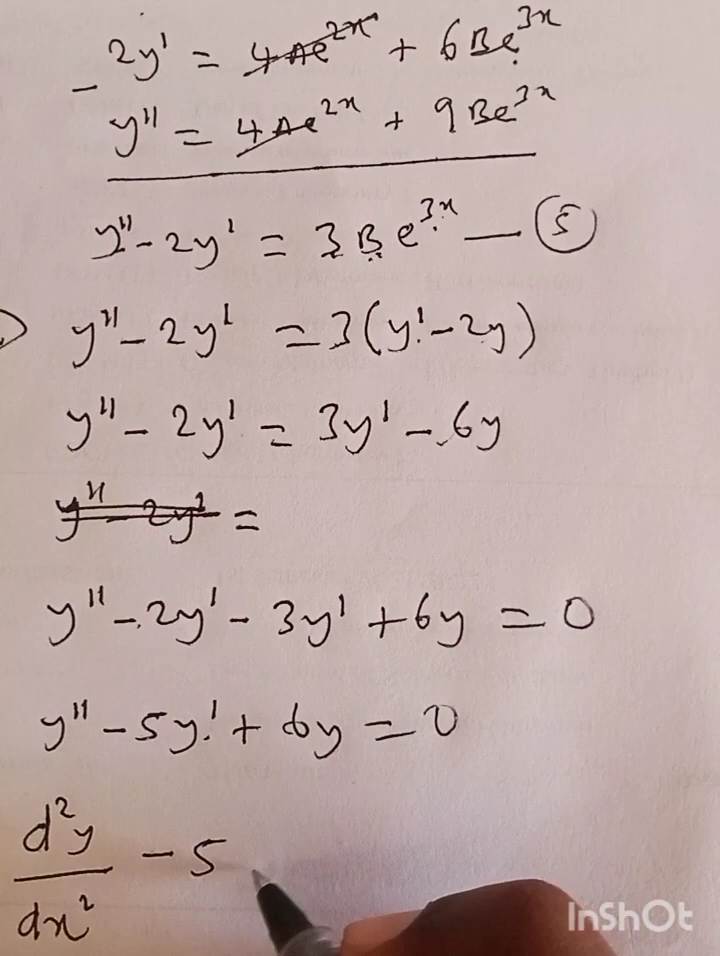 2y' = 4Ae^2x + 6Be^3x
− y'' = 4Ae^2x + 9Be^3x
y'' - 2y' = 3Be^3x — (5)
y'' - 2y' = 3(y' - 2y)
y'' - 2y' = 3y' - 6y
y'' - 2y' =
y'' - 2y' - 3y' + 6y = 0
y'' - 5y' + 6y = 0
d²y/dx² - 5
InShOt